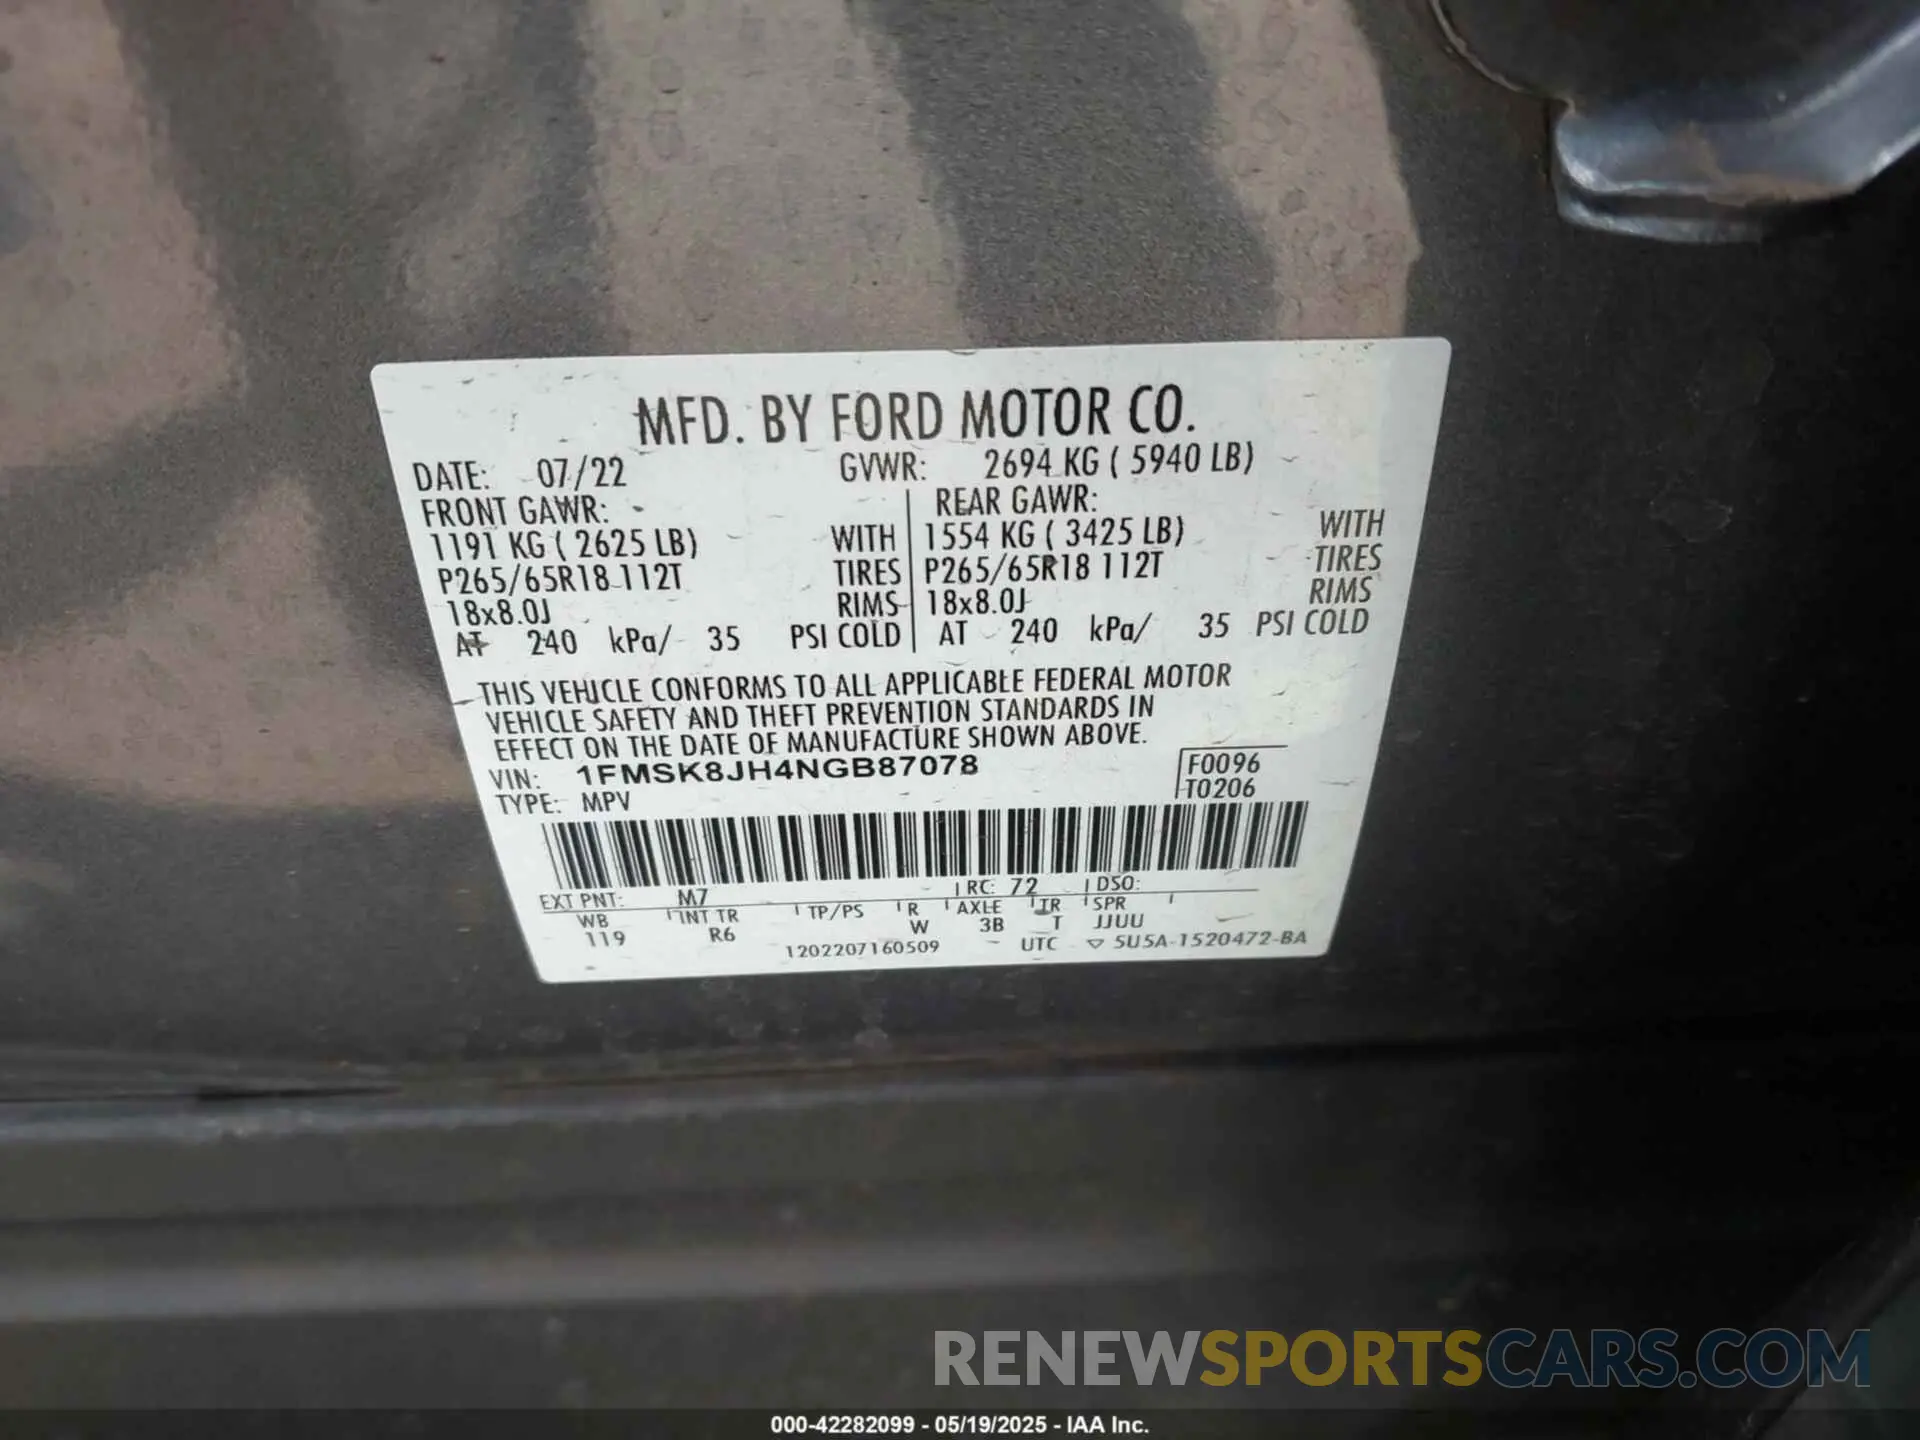 MFD. BY FORD MOTOR CO.
DATE: 07/22 GVWR: 2694 KG ( 5940 LB)
FRONT GAWR: REAR GAWR:
1191 KG ( 2625 LB) WITH 1554 KG ( 3425 LB) WITH
P265/65R18 112T TIRES P265/65R18 112T TIRES
18x8.0J RIMS 18x8.0J RIMS
AT 240 kPa/ 35 PSI COLD AT 240 kPa/ 35 PSI COLD
THIS VEHICLE CONFORMS TO ALL APPLICABLE FEDERAL MOTOR
VEHICLE SAFETY AND THEFT PREVENTION STANDARDS IN
EFFECT ON THE DATE OF MANUFACTURE SHOWN ABOVE.
VIN: 1FMSK8JH4NGB87078 F0096
TYPE: MPV T0206
EXT PNT: M7 RC: 72 DSO:
WB INT TR TP/PS R AXLE TR SPR
119 R6 W 3B T JJUU
1202207160509 UTC ▽ 5U5A-1520472-BA
RENEWSPORTSCARS.COM
000-42282099 - 05/19/2025 - IAA Inc.